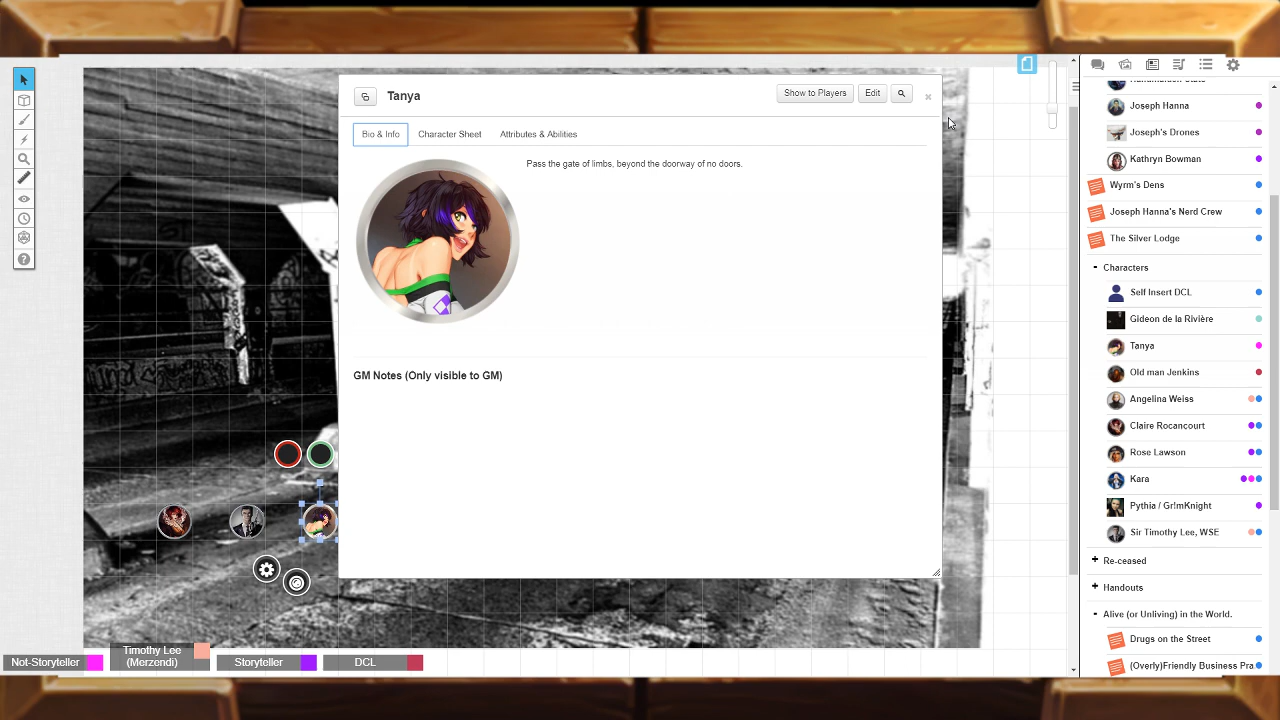 Tanya
Show to Players
Edit
Bio & Info
Character Sheet
Attributes & Abilities
Pass the gate of limbs, beyond the doorway of no doors.
GM Notes (Only visible to GM)
Not-Storyteller
Timothy Lee
(Merzendi)
Storyteller
DCL
Joseph Hanna
Joseph's Drones
Kathryn Bowman
Wyrm's Dens
Joseph Hanna's Nerd Crew
The Silver Lodge
- Characters
Self Insert DCL
Gideon de la Rivière
Tanya
Old man Jenkins
Angelina Weiss
Claire Rocancourt
Rose Lawson
Kara
Pythia / Gr!mKnight
Sir Timothy Lee, WSE
+ Re-ceased
+ Handouts
- Alive (or Unliving) in the World.
Drugs on the Street
(Overly)Friendly Business Pra